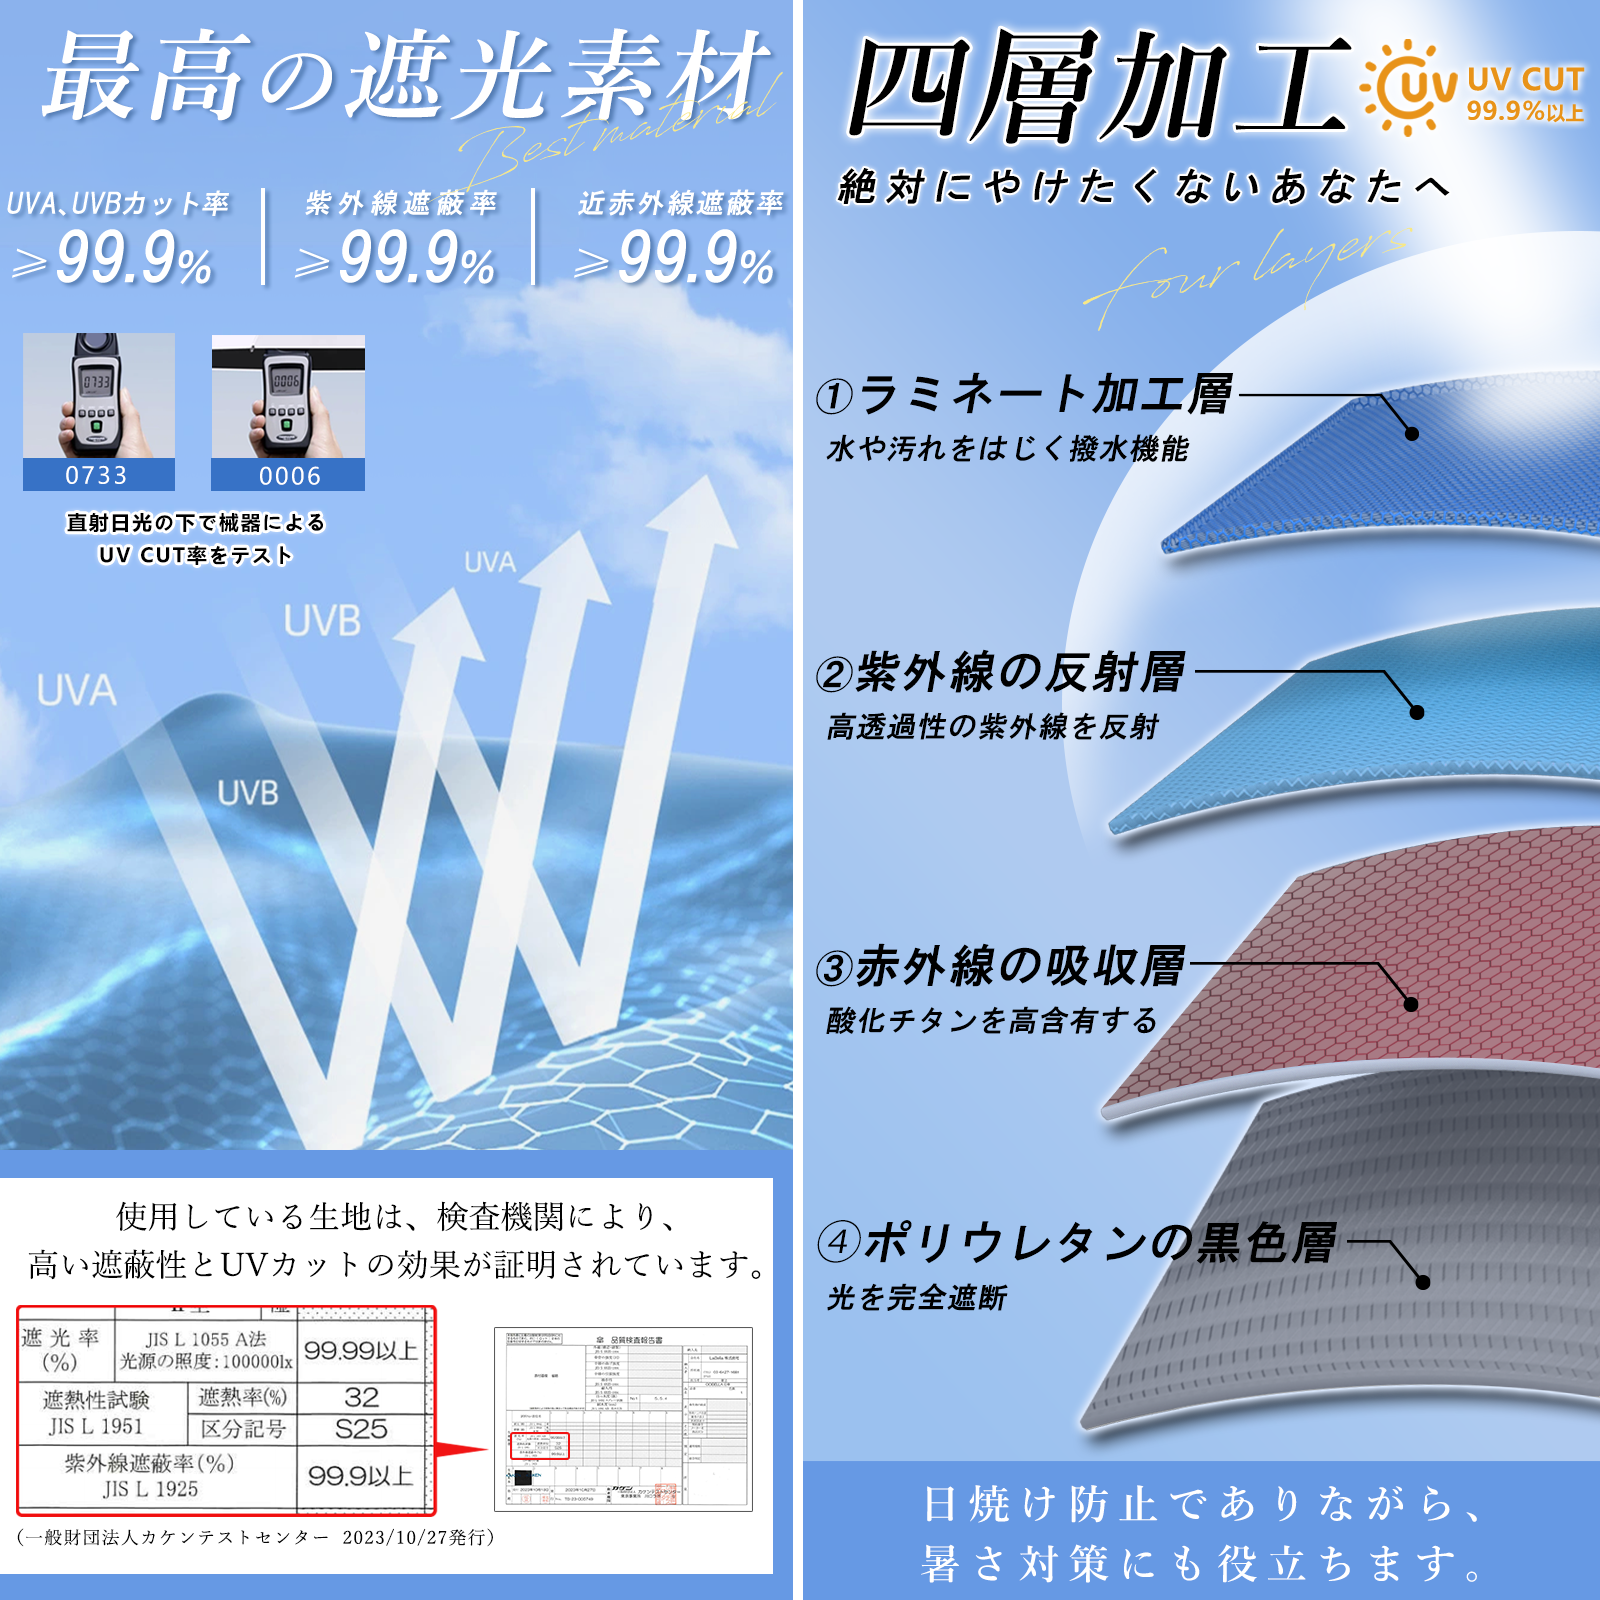 最高の遮光素材
Best material
UVA、UVBカット率
≥99.9%
紫外線遮蔽率
≥99.9%
近赤外線遮蔽率
≥99.9%
0733
0006
0733
0006
直射日光の下で械器による
UV CUT率をテスト
UVA
UVB
UVA
UVB
使用している生地は、検査機関により、
高い遮蔽性とUVカットの効果が証明されています。
遮光率
(%)
JIS L 1055 A法
光源の照度:100000lx
99.99以上
遮熱性試験
JIS L 1951
遮熱率(%)
32
区分記号
S25
紫外線遮蔽率(%)
JIS L 1925
99.9以上
傘 品質検査報告書
(一般財団法人カケンテストセンター 2023/10/27発行)
四層加工
UV
UV CUT
99.9%以上
絶対にやけたくないあなたへ
four layers
①ラミネート加工層
水や汚れをはじく撥水機能
②紫外線の反射層
高透過性の紫外線を反射
③赤外線の吸収層
酸化チタンを高含有する
④ポリウレタンの黒色層
光を完全遮断
日焼け防止でありながら、
暑さ対策にも役立ちます。